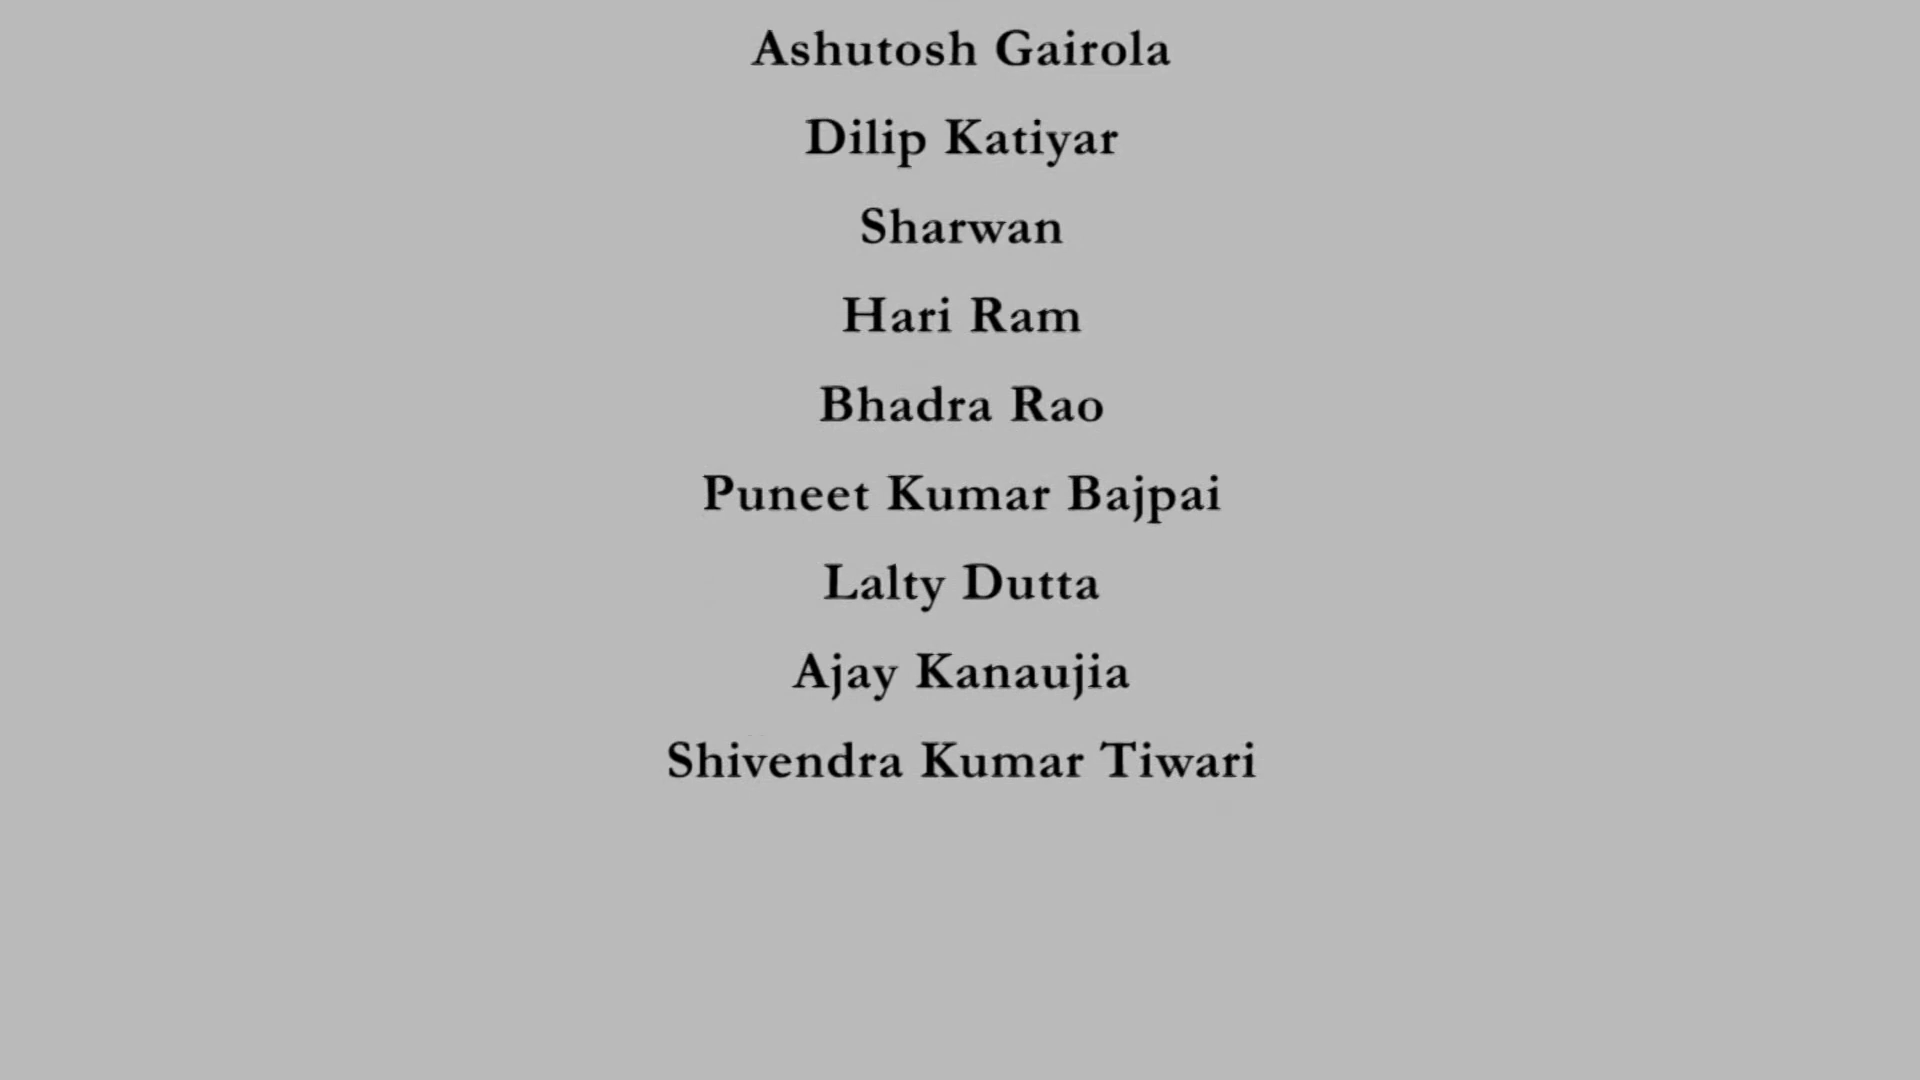 Ashutosh Gairola
Dilip Katiyar
Sharwan
Hari Ram
Bhadra Rao
Puneet Kumar Bajpai
Lalty Dutta
Ajay Kanaujia
Shivendra Kumar Tiwari